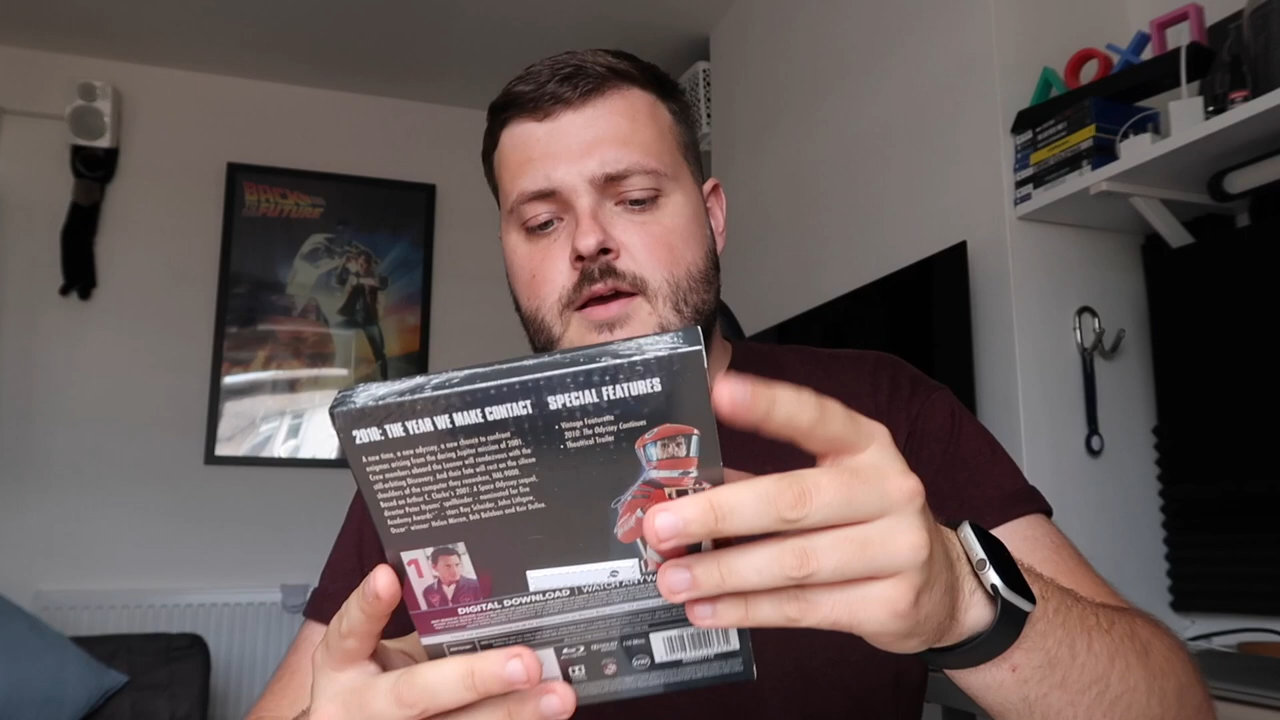 BACK
TO THE
FUTURE
2010: THE YEAR WE MAKE CONTACT
A new time, a new odyssey, a new chance to confront
enigmas arising from the daring Jupiter mission of 2001.
Crew members aboard the Leonov will rendezvous with the
still-orbiting Discovery. And their fate will rest on the silicon
shoulders of the computer they reawaken, HAL-9000.
Based on Arthur C. Clarke's 2001: A Space Odyssey sequel,
director Peter Hyams' spellbinder – nominated for five
Academy Awards – stars Roy Scheider, John Lithgow,
Oscar winner Helen Mirren, Bob Balaban and Keir Dullea.
SPECIAL FEATURES
• Vintage Featurette
2010: The Odyssey Continues
• Theatrical Trailer
1
DIGITAL DOWNLOAD | WATCH ANYW